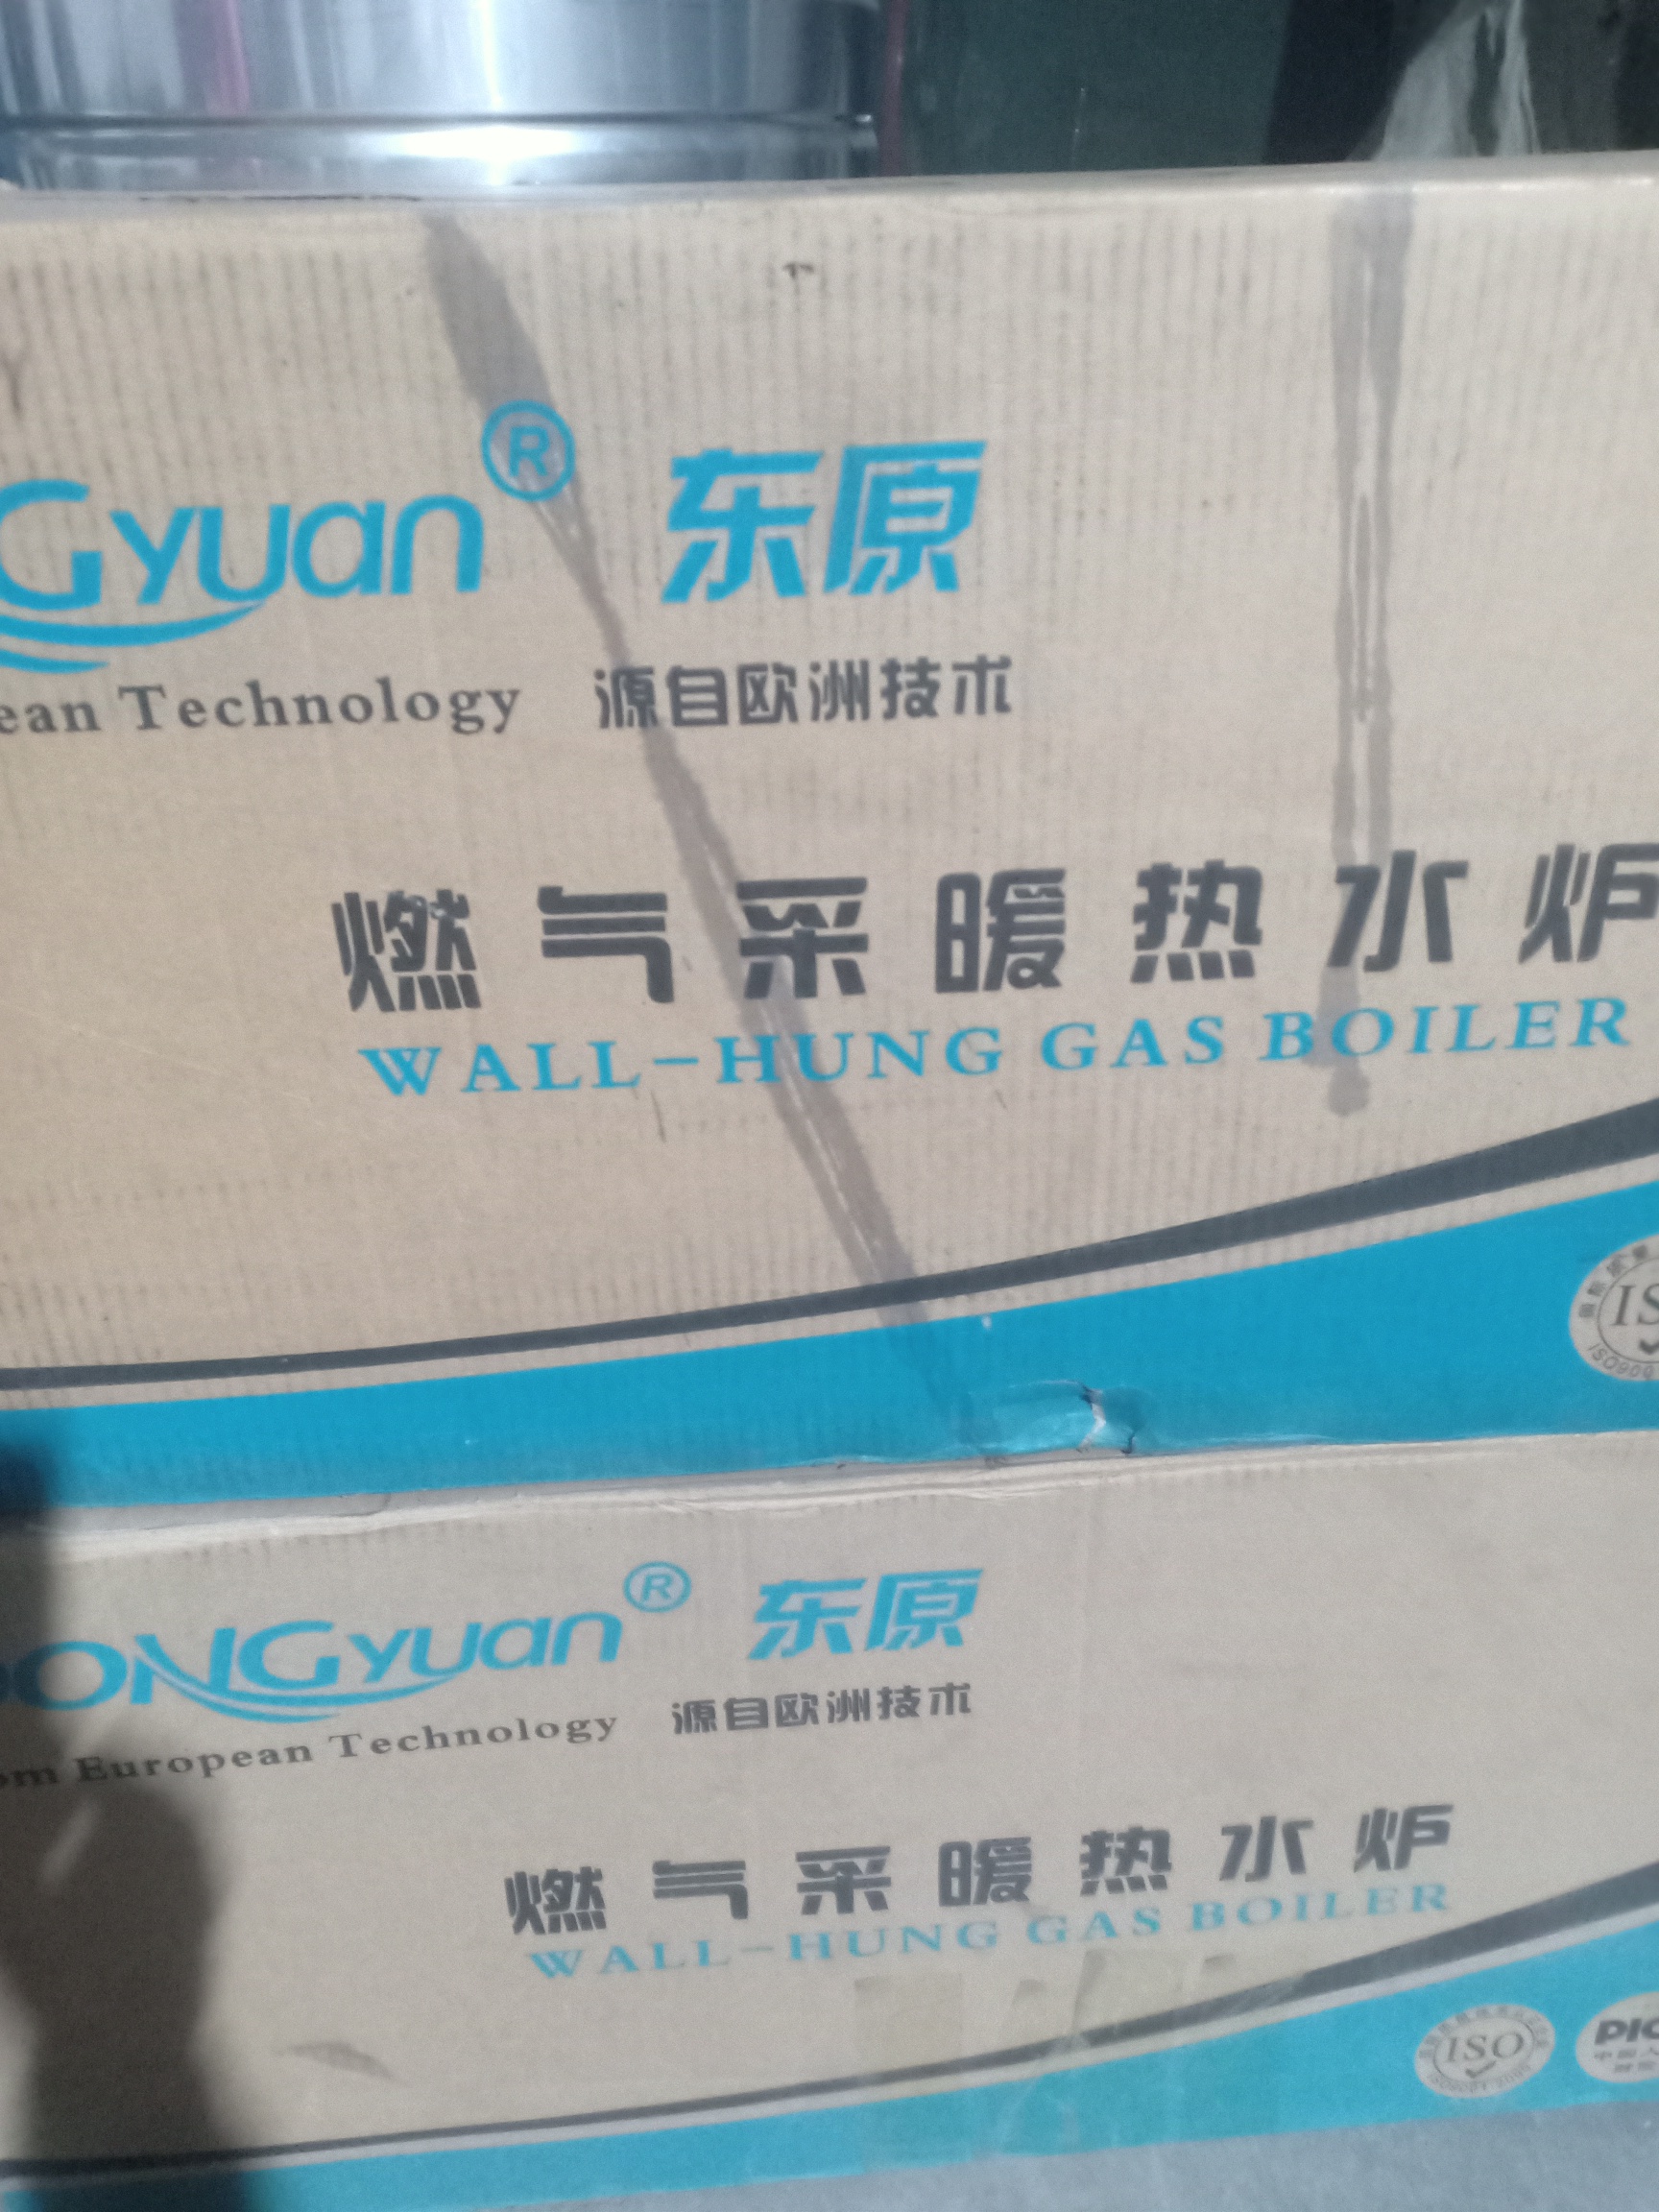 Gyuan® 东原
ean Technology 源自欧洲技术
燃气采暖热水炉
WALL-HUNG GAS BOILER
ONGyuan® 东原
om European Technology 源自欧洲技术
燃气采暖热水炉
WALL-HUNG GAS BOILER
ISO